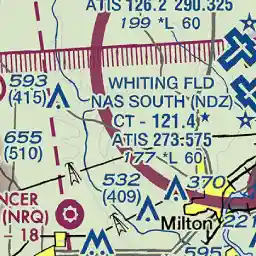 ATIS 126.2 290.325
199 *L 60
593
(415)
WHITING FLD
NAS SOUTH (NDZ)
CT - 121.4 *
ATIS 273.575
177 *L 60
655
(510)
532
(409)
370
NCER
(NRQ)
- 18
Milton
221
595